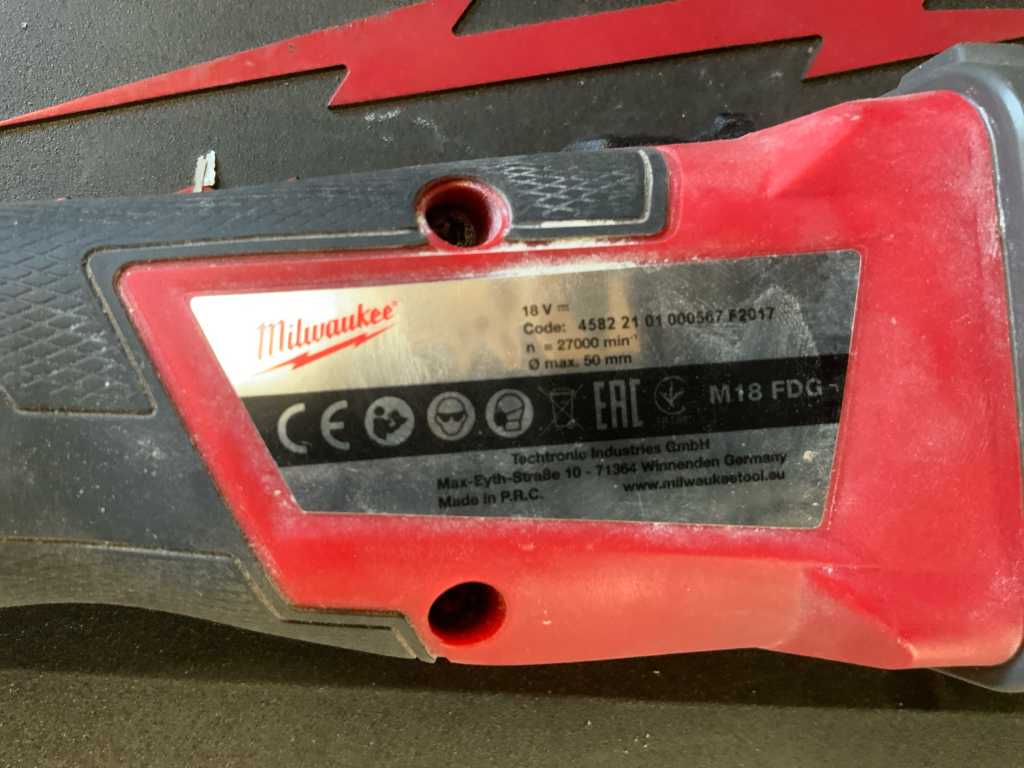 Milwaukee®
18 V ⎓
Code: 4582 21 01 000567 F2017
n = 27000 min⁻¹
Ø max. 50 mm
CE EAC M18 FDG
Techtronic Industries GmbH
Max-Eyth-Straße 10 - 71364 Winnenden Germany
Made in P.R.C. www.milwaukeetool.eu